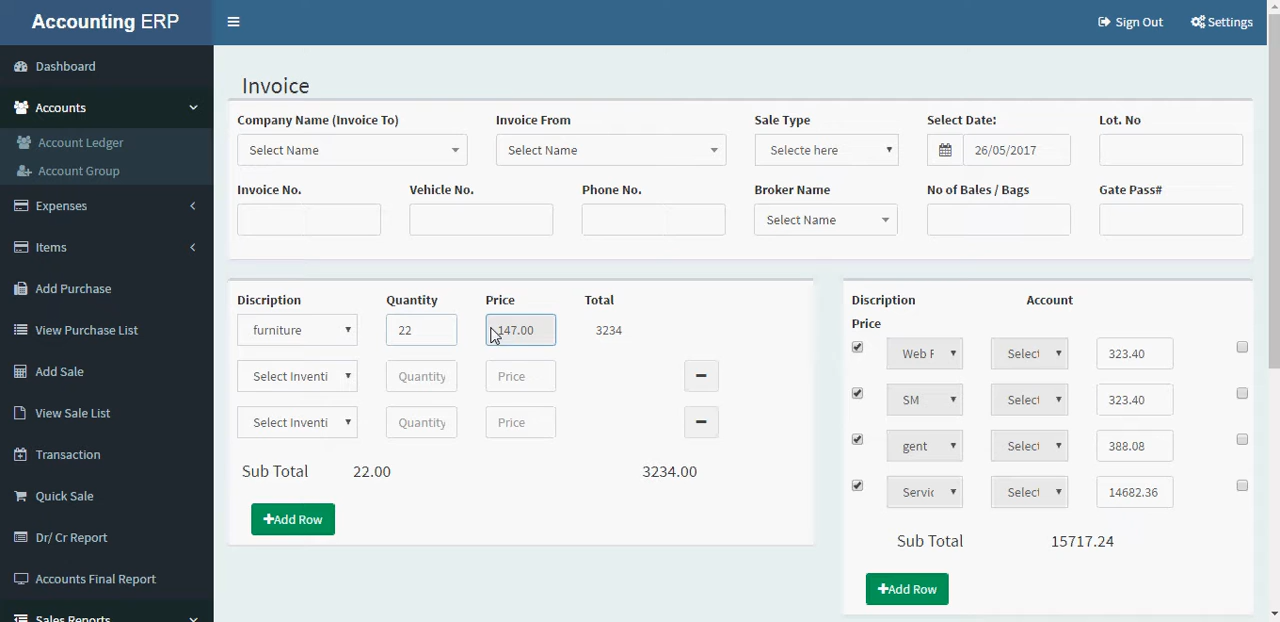 Accounting ERP
Sign Out
Settings
Dashboard
Accounts
Account Ledger
Account Group
Expenses
Items
Add Purchase
View Purchase List
Add Sale
View Sale List
Transaction
Quick Sale
Dr/ Cr Report
Accounts Final Report
Sales Reports
Invoice
Company Name (Invoice To)
Invoice From
Sale Type
Select Date:
Lot. No
Select Name
Select Name
Selecte here
26/05/2017
Invoice No.
Vehicle No.
Phone No.
Broker Name
No of Bales / Bags
Gate Pass#
Select Name
Discription Quantity Price Total
furniture 22 147.00 3234
Select Inventi Quantity Price
Select Inventi Quantity Price
Sub Total 22.00 3234.00
+Add Row
Discription Account
Price
Web F Select 323.40
SM Select 323.40
gent Select 388.08
Servic Select 14682.36
Sub Total 15717.24
+Add Row